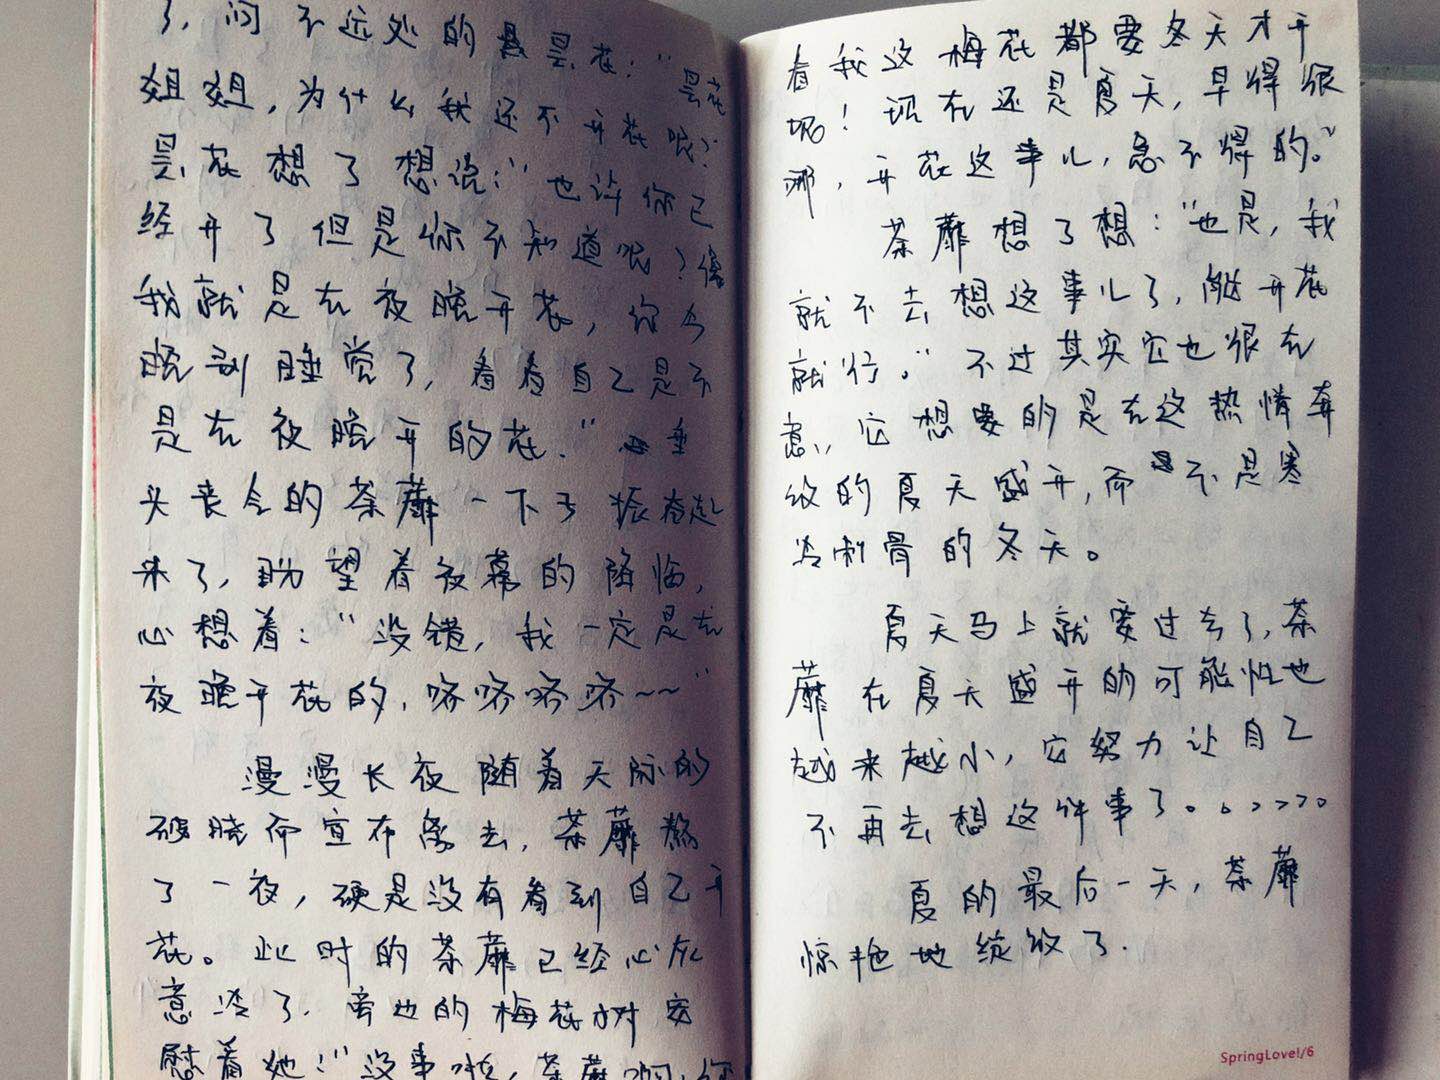 了，问不远处的昙花："昙花
姐姐，为什么我还不开花呢？"
昙花想了想说："也许你已
经开了但是你不知道呢？像
我就是在夜晚开花，你今
晚别睡觉了，看看自己是不
是在夜晚开的花."垂
头丧气的荼蘼一下子振奋起
来了，盼望着夜幕的降临，
心想着："没错，我一定是在
夜晚开花的，哈哈哈哈~~"
漫漫长夜随着天际的
破晓而宣布离去，荼蘼熬
了一夜，硬是没有看到自己开
花。此时的荼蘼已经心灰
意冷了.旁边的梅花树安
慰着她："没事啦，荼蘼啊，你
看我这梅花都要冬天才开
呢！现在还是夏天，早得很
哪，开花这事儿，急不得的。"
荼蘼想了想："也是，我
就不去想这事儿了，能开花
就行。"不过其实它也很在
意，它想要的是在这热情奔
放的夏天盛开，而不是寒
冷刺骨的冬天。
夏天马上就要过去了，荼
蘼在夏天盛开的可能性也
越来越小，它努力让自己
不再去想这件事了。。。。。。
夏的最后一天，荼蘼
惊艳地绽放了.
SpringLovel/6